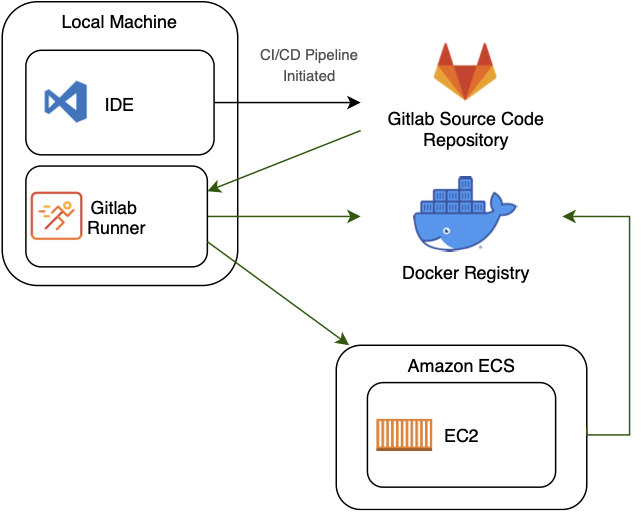 Local Machine
CI/CD Pipeline
Initiated
IDE
Gitlab Source Code
Repository
Gitlab
Runner
Docker Registry
Amazon ECS
EC2